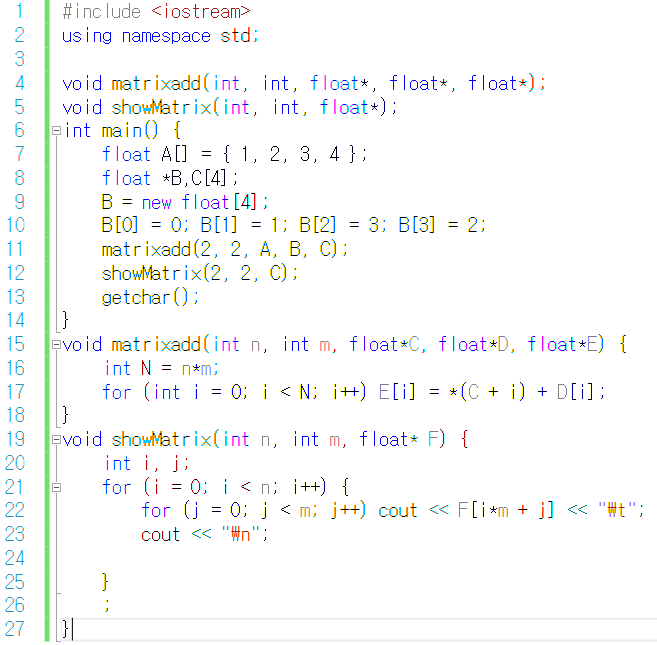 1 #include <iostream>
2 using namespace std;
3
4 void matrixadd(int, int, float*, float*, float*);
5 void showMatrix(int, int, float*);
6 int main() {
7 float A[] = { 1, 2, 3, 4 };
8 float *B,C[4];
9 B = new float[4];
10 B[0] = 0; B[1] = 1; B[2] = 3; B[3] = 2;
11 matrixadd(2, 2, A, B, C);
12 showMatrix(2, 2, C);
13 getchar();
14 }
15 void matrixadd(int n, int m, float*C, float*D, float*E) {
16 int N = n*m;
17 for (int i = 0; i < N; i++) E[i] = *(C + i) + D[i];
18 }
19 void showMatrix(int n, int m, float* F) {
20 int i, j;
21 for (i = 0; i < n; i++) {
22 for (j = 0; j < m; j++) cout << F[i*m + j] << "₩t";
23 cout << "₩n";
24
25 }
26 ;
27 }